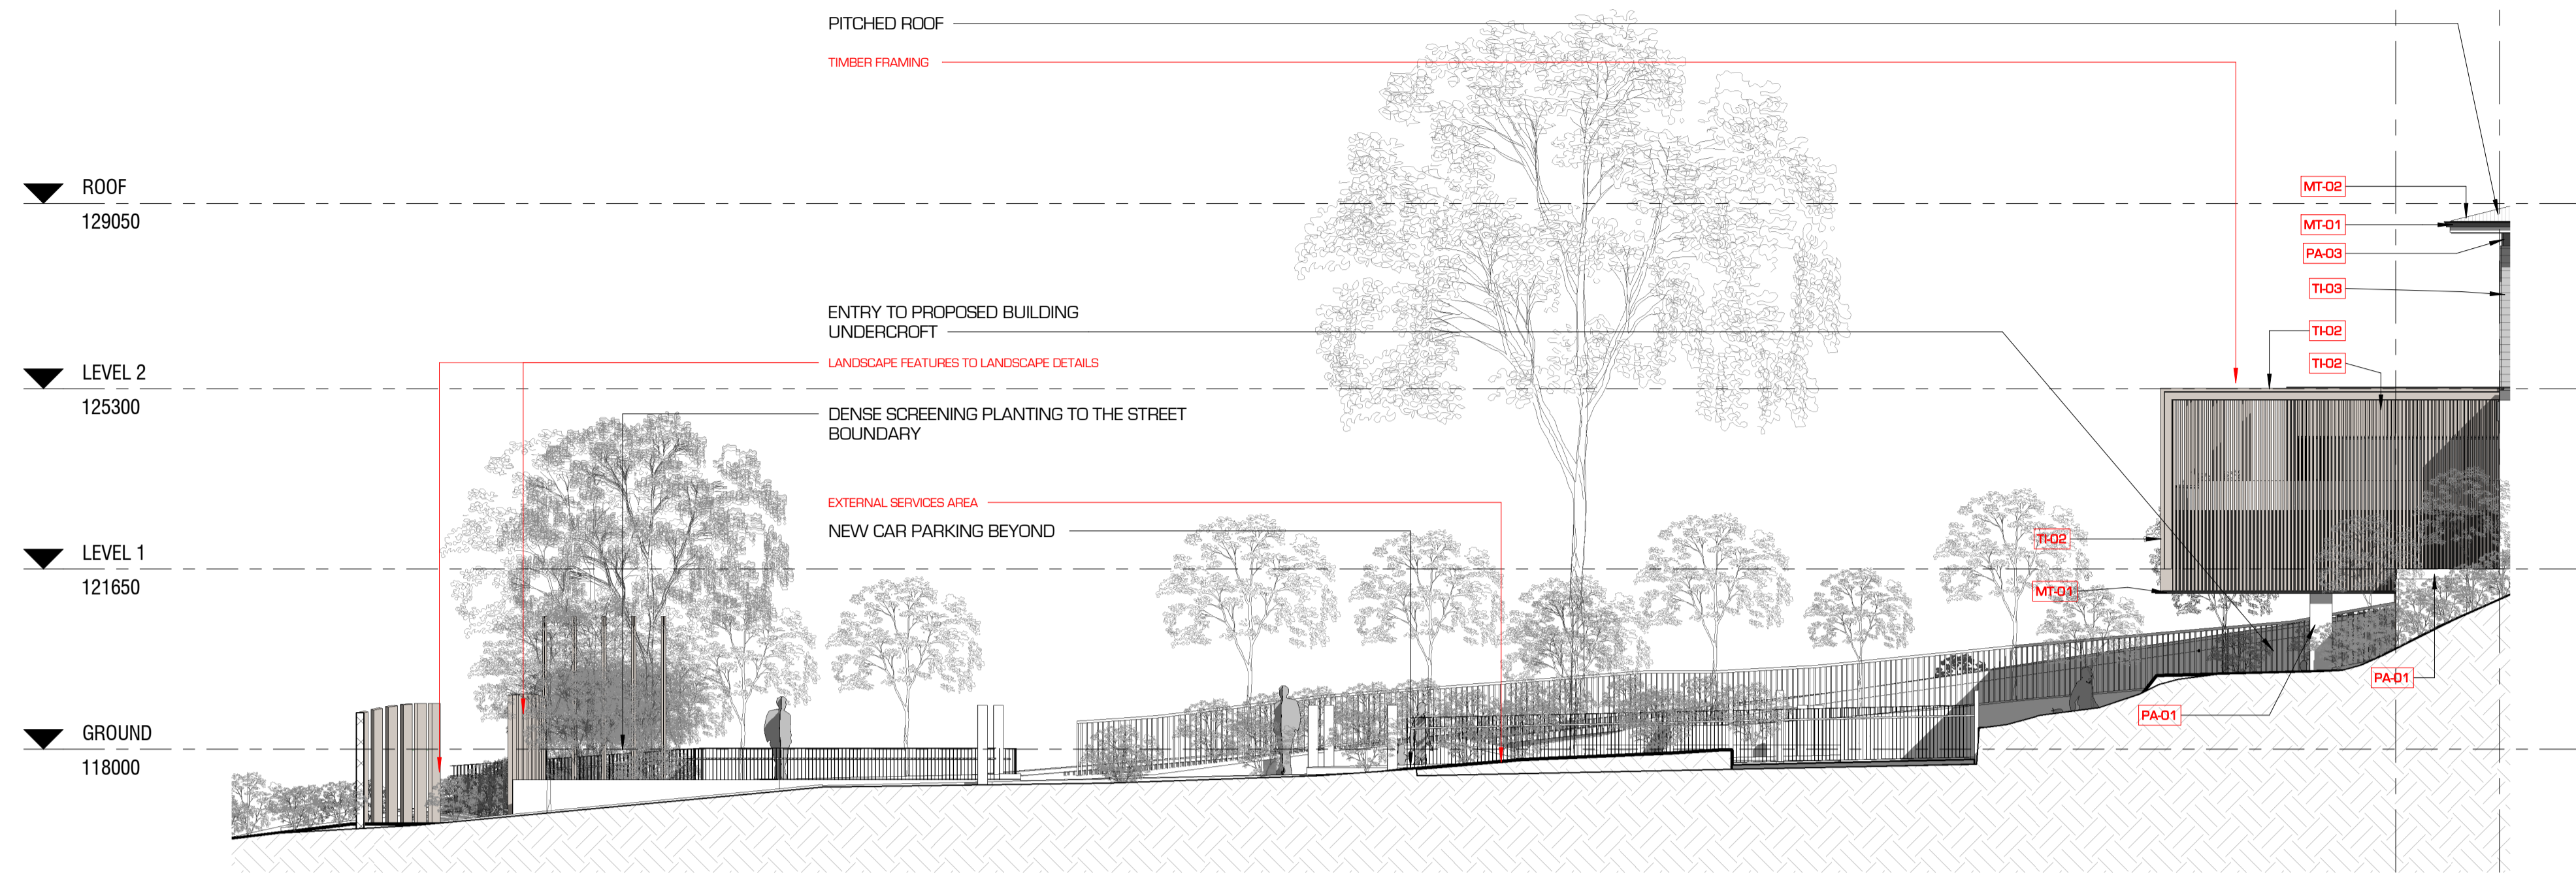 PITCHED ROOF
TIMBER FRAMING
ROOF
129050
MT-02
MT-01
PA-03
TI-03
ENTRY TO PROPOSED BUILDING
UNDERCROFT
TI-02
LANDSCAPE FEATURES TO LANDSCAPE DETAILS
TI-02
LEVEL 2
125300
DENSE SCREENING PLANTING TO THE STREET
BOUNDARY
EXTERNAL SERVICES AREA
NEW CAR PARKING BEYOND
TI-02
LEVEL 1
121650
MT-01
PA-01
PA-01
GROUND
118000